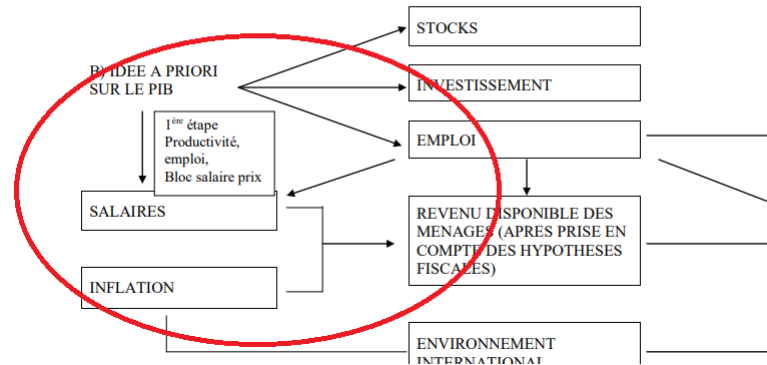 STOCKS
B) IDEE A PRIORI
SUR LE PIB
INVESTISSEMENT
1ère étape
Productivité,
emploi,
Bloc salaire prix
EMPLOI
SALAIRES
REVENU DISPONIBLE DES
MENAGES (APRES PRISE EN
COMPTE DES HYPOTHESES
FISCALES)
INFLATION
ENVIRONNEMENT
INTERNATIONAL